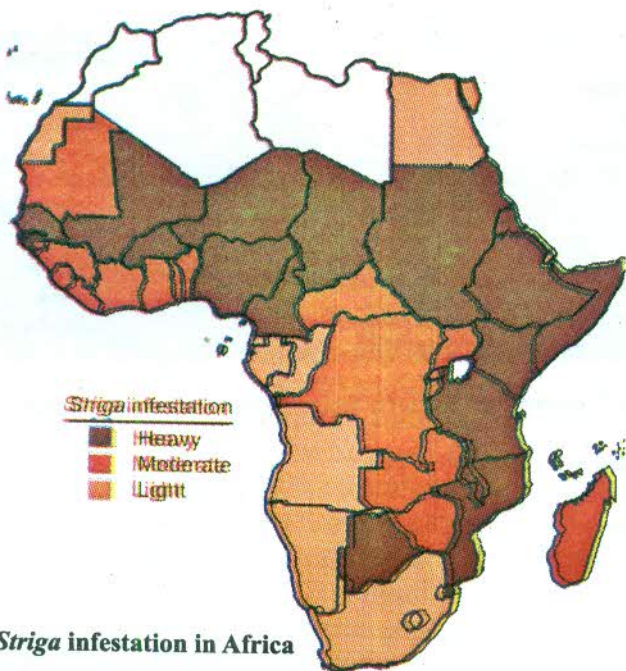 Striga infestation
Heavy
Moderate
Light
Striga infestation in Africa